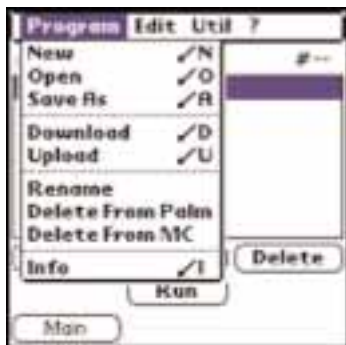 Program Edit Util ?
New /N
#--
Open /O
Save As /A
Download /D
Upload /U
Rename
Delete From Palm
Delete From MC
Info /I
Delete
Run
Main